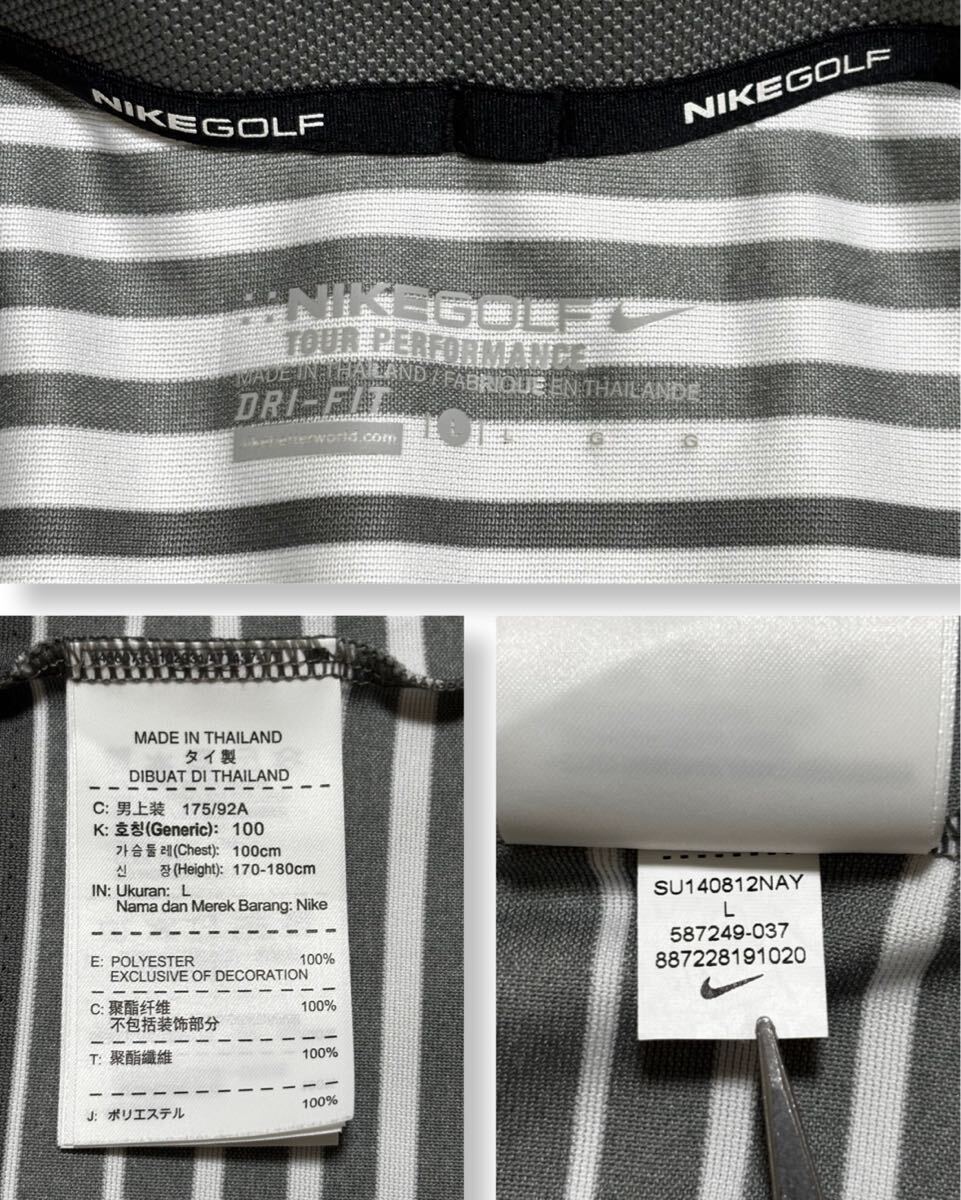 NIKEGOLF
NIKEGOLF
NIKEGOLF
TOUR PERFORMANCE
MADE IN THAILAND / FABRIQUE EN THAILANDE
DRI-FIT
L L G G
nikebetterworld.com
MADE IN THAILAND
タイ製
DIBUAT DI THAILAND
C: 男上装 175/92A
K: 호칭(Generic): 100
가슴둘레(Chest): 100cm
신 장(Height): 170-180cm
IN: Ukuran: L
Nama dan Merek Barang: Nike
E: POLYESTER 100%
EXCLUSIVE OF DECORATION
C: 聚酯纤维 100%
不包括装饰部分
T: 聚酯纖維 100%
J: ポリエステル 100%
SU140812NAY
L
587249-037
887228191020